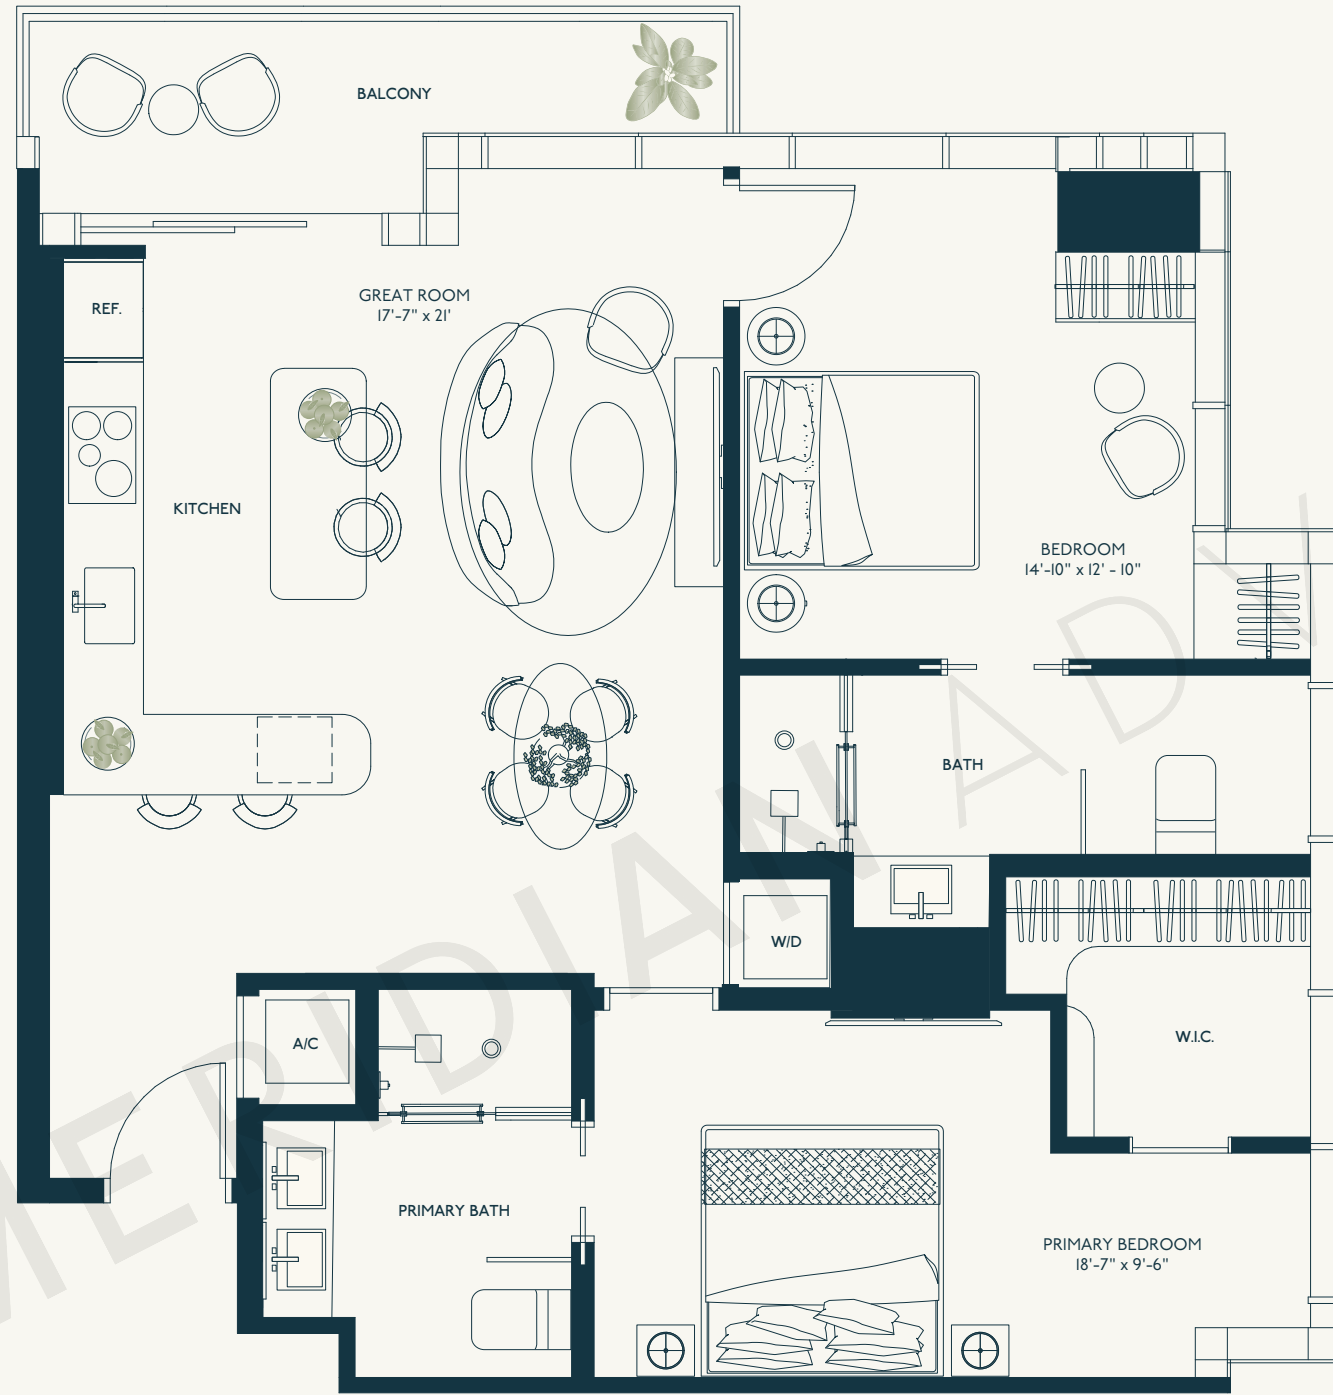 BALCONY
REF.
GREAT ROOM
17'-7" x 21'
KITCHEN
BEDROOM
14'-10" x 12' - 10"
BATH
W/D
A/C
W.I.C.
PRIMARY BATH
PRIMARY BEDROOM
18'-7" x 9'-6"
MERIDIAN ADV